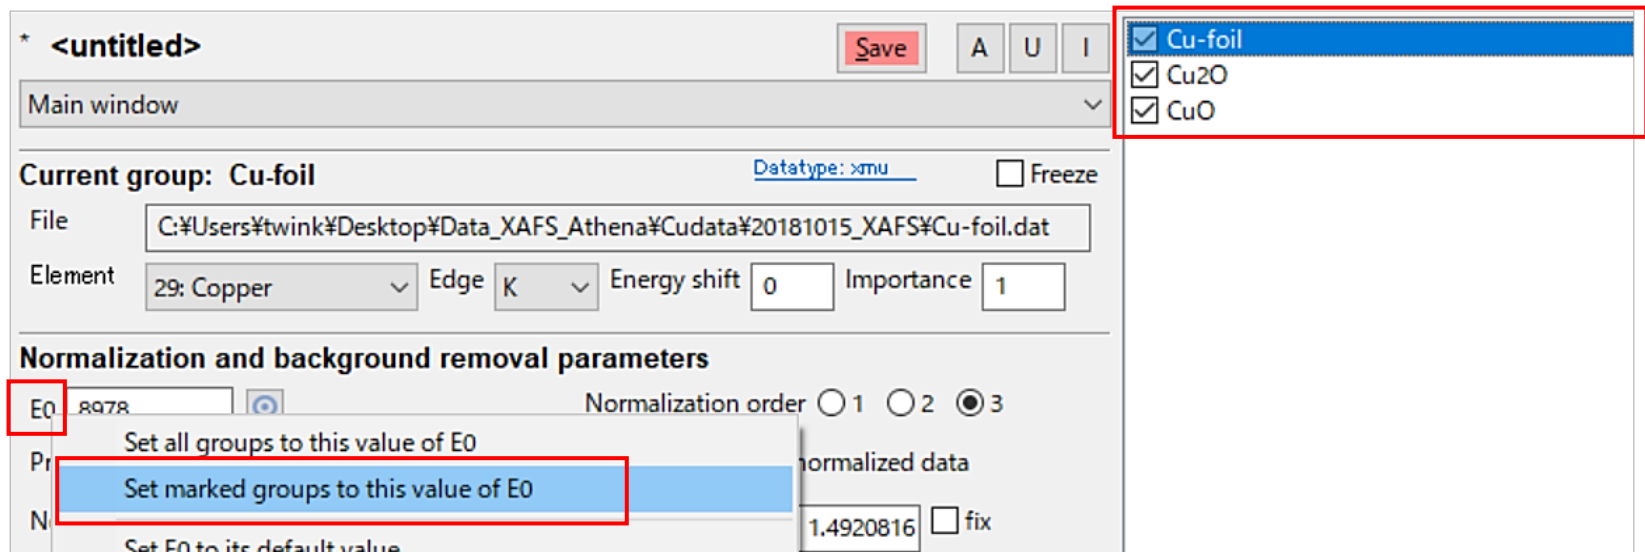 * <untitled>
Save A U I
Main window
Cu-foil
Cu2O
CuO
Current group: Cu-foil
Datatype: xmu
Freeze
File C:¥Users¥twink¥Desktop¥Data_XAFS_Athena¥Cudata¥20181015_XAFS¥Cu-foil.dat
Element 29: Copper Edge K Energy shift 0 Importance 1
Normalization and background removal parameters
E0 8978 Normalization order 1 2 3
Set all groups to this value of E0
normalized data
Set marked groups to this value of E0
1.4920816 fix
Set E0 to its default value